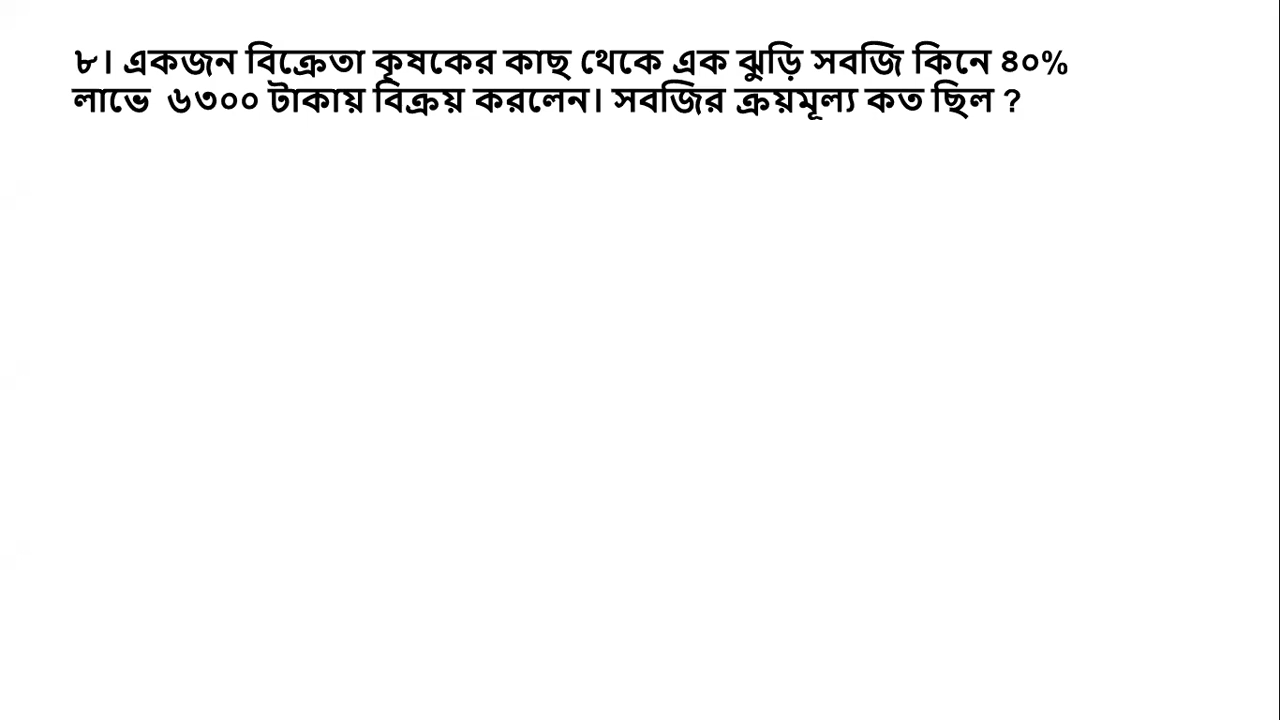 ৮। একজন বিক্রেতা কৃষকের কাছ থেকে এক ঝুড়ি সবজি কিনে ৪০%
লাভে ৬৩০০ টাকায় বিক্রয় করলেন। সবজির ক্রয়মূল্য কত ছিল ?